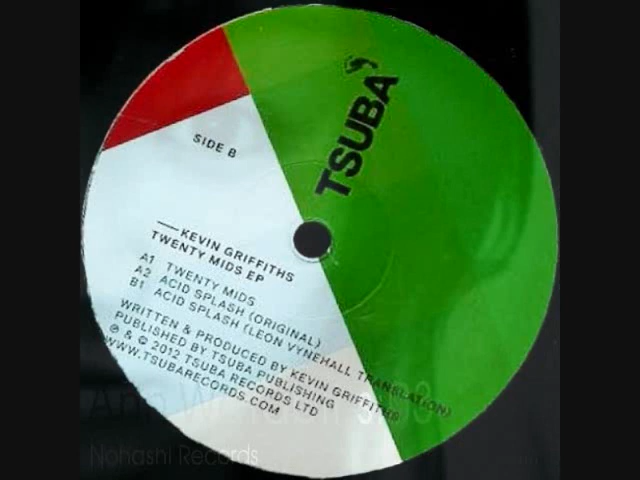 TSUBA
SIDE B
KEVIN GRIFFITHS
TWENTY MIDS EP
A1 TWENTY MIDS
A2 ACID SPLASH (ORIGINAL)
B1 ACID SPLASH (LEON VYNEHALL TRANSLATION)
WRITTEN & PRODUCED BY KEVIN GRIFFITHS
PUBLISHED BY TSUBA PUBLISHING
℗ & © 2012 TSUBA RECORDS LTD
WWW.TSUBARECORDS.COM
Nohashi Records